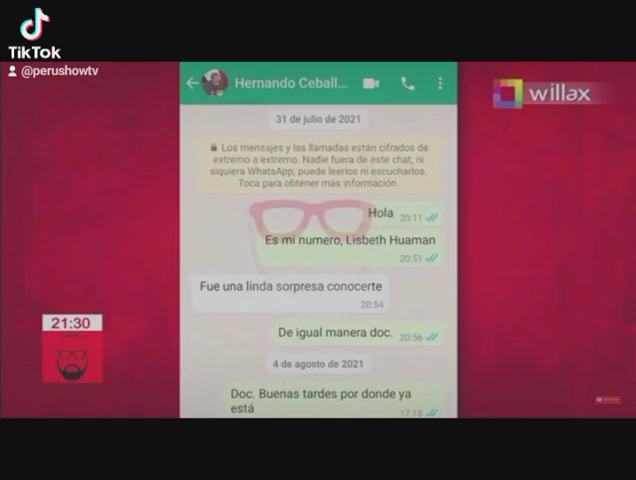 TikTok
@perushowtv
willax
Hernando Ceball...
31 de julio de 2021
Los mensajes y las llamadas están cifrados de
extremo a extremo. Nadie fuera de este chat, ni
siquiera WhatsApp, puede leerlos ni escucharlos.
Toca para obtener más información.
Hola 20:11
Es mi numero, Lisbeth Huaman
20:51
Fue una linda sorpresa conocerte
20:54
De igual manera doc. 20:56
4 de agosto de 2021
Doc. Buenas tardes por donde ya
está 17:18
21:30